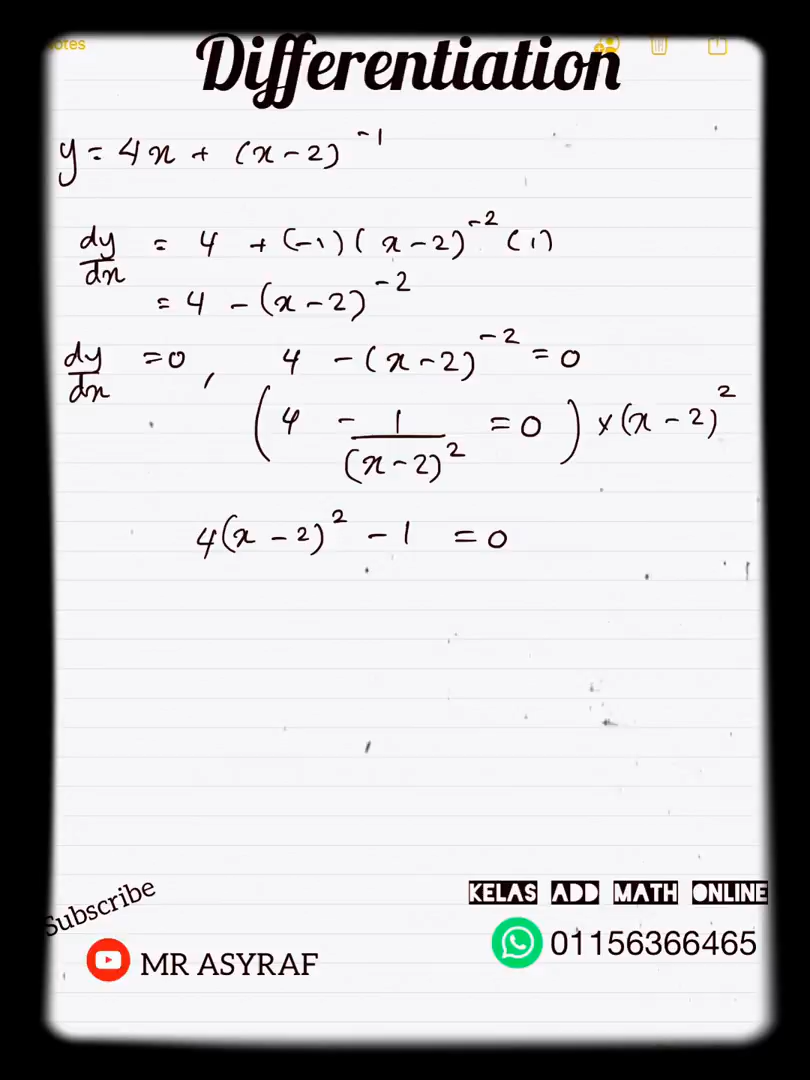 Notes
Differentiation
y = 4x + (x-2)^-1
dy/dx = 4 + (-1)(x-2)^-2 (1)
= 4 - (x-2)^-2
dy/dx = 0, 4 - (x-2)^-2 = 0
(4 - 1/(x-2)^2 = 0) × (x-2)^2
4(x-2)^2 - 1 = 0
Subscribe
MR ASYRAF
KELAS ADD MATH ONLINE
01156366465